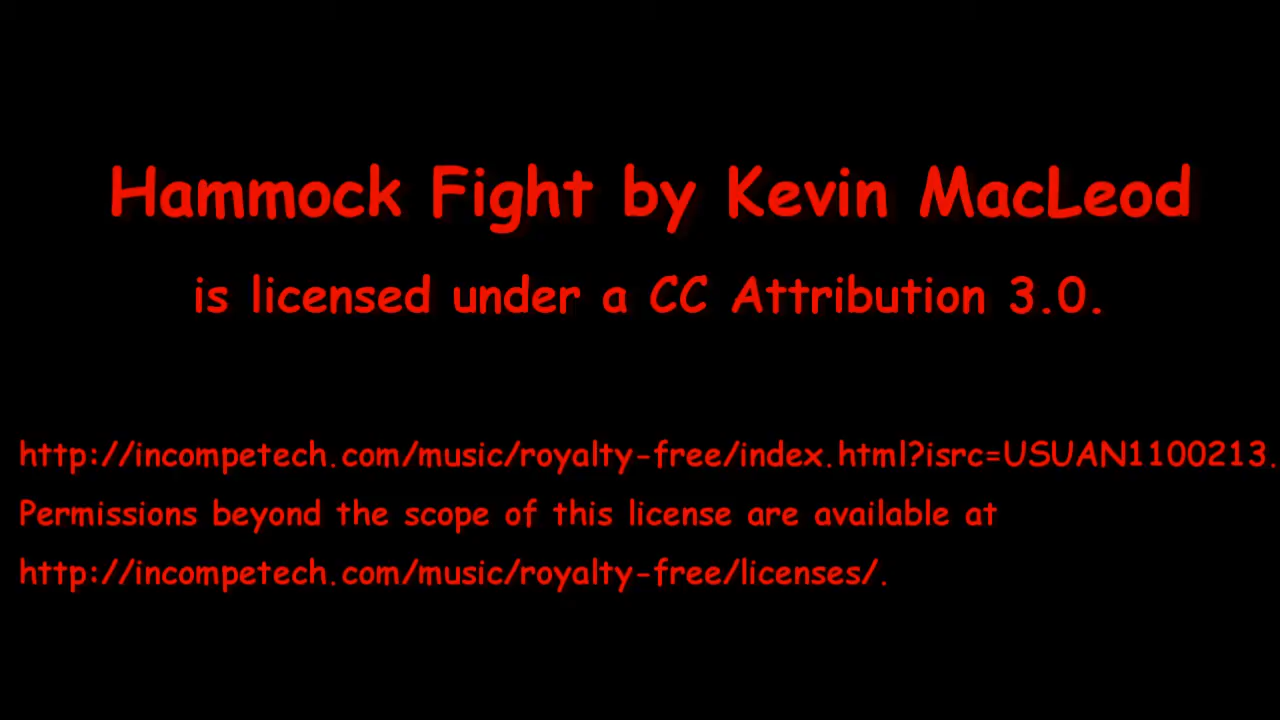 Hammock Fight by Kevin MacLeod
is licensed under a CC Attribution 3.0.
http://incompetech.com/music/royalty-free/index.html?isrc=USUAN1100213.
Permissions beyond the scope of this license are available at
http://incompetech.com/music/royalty-free/licenses/.